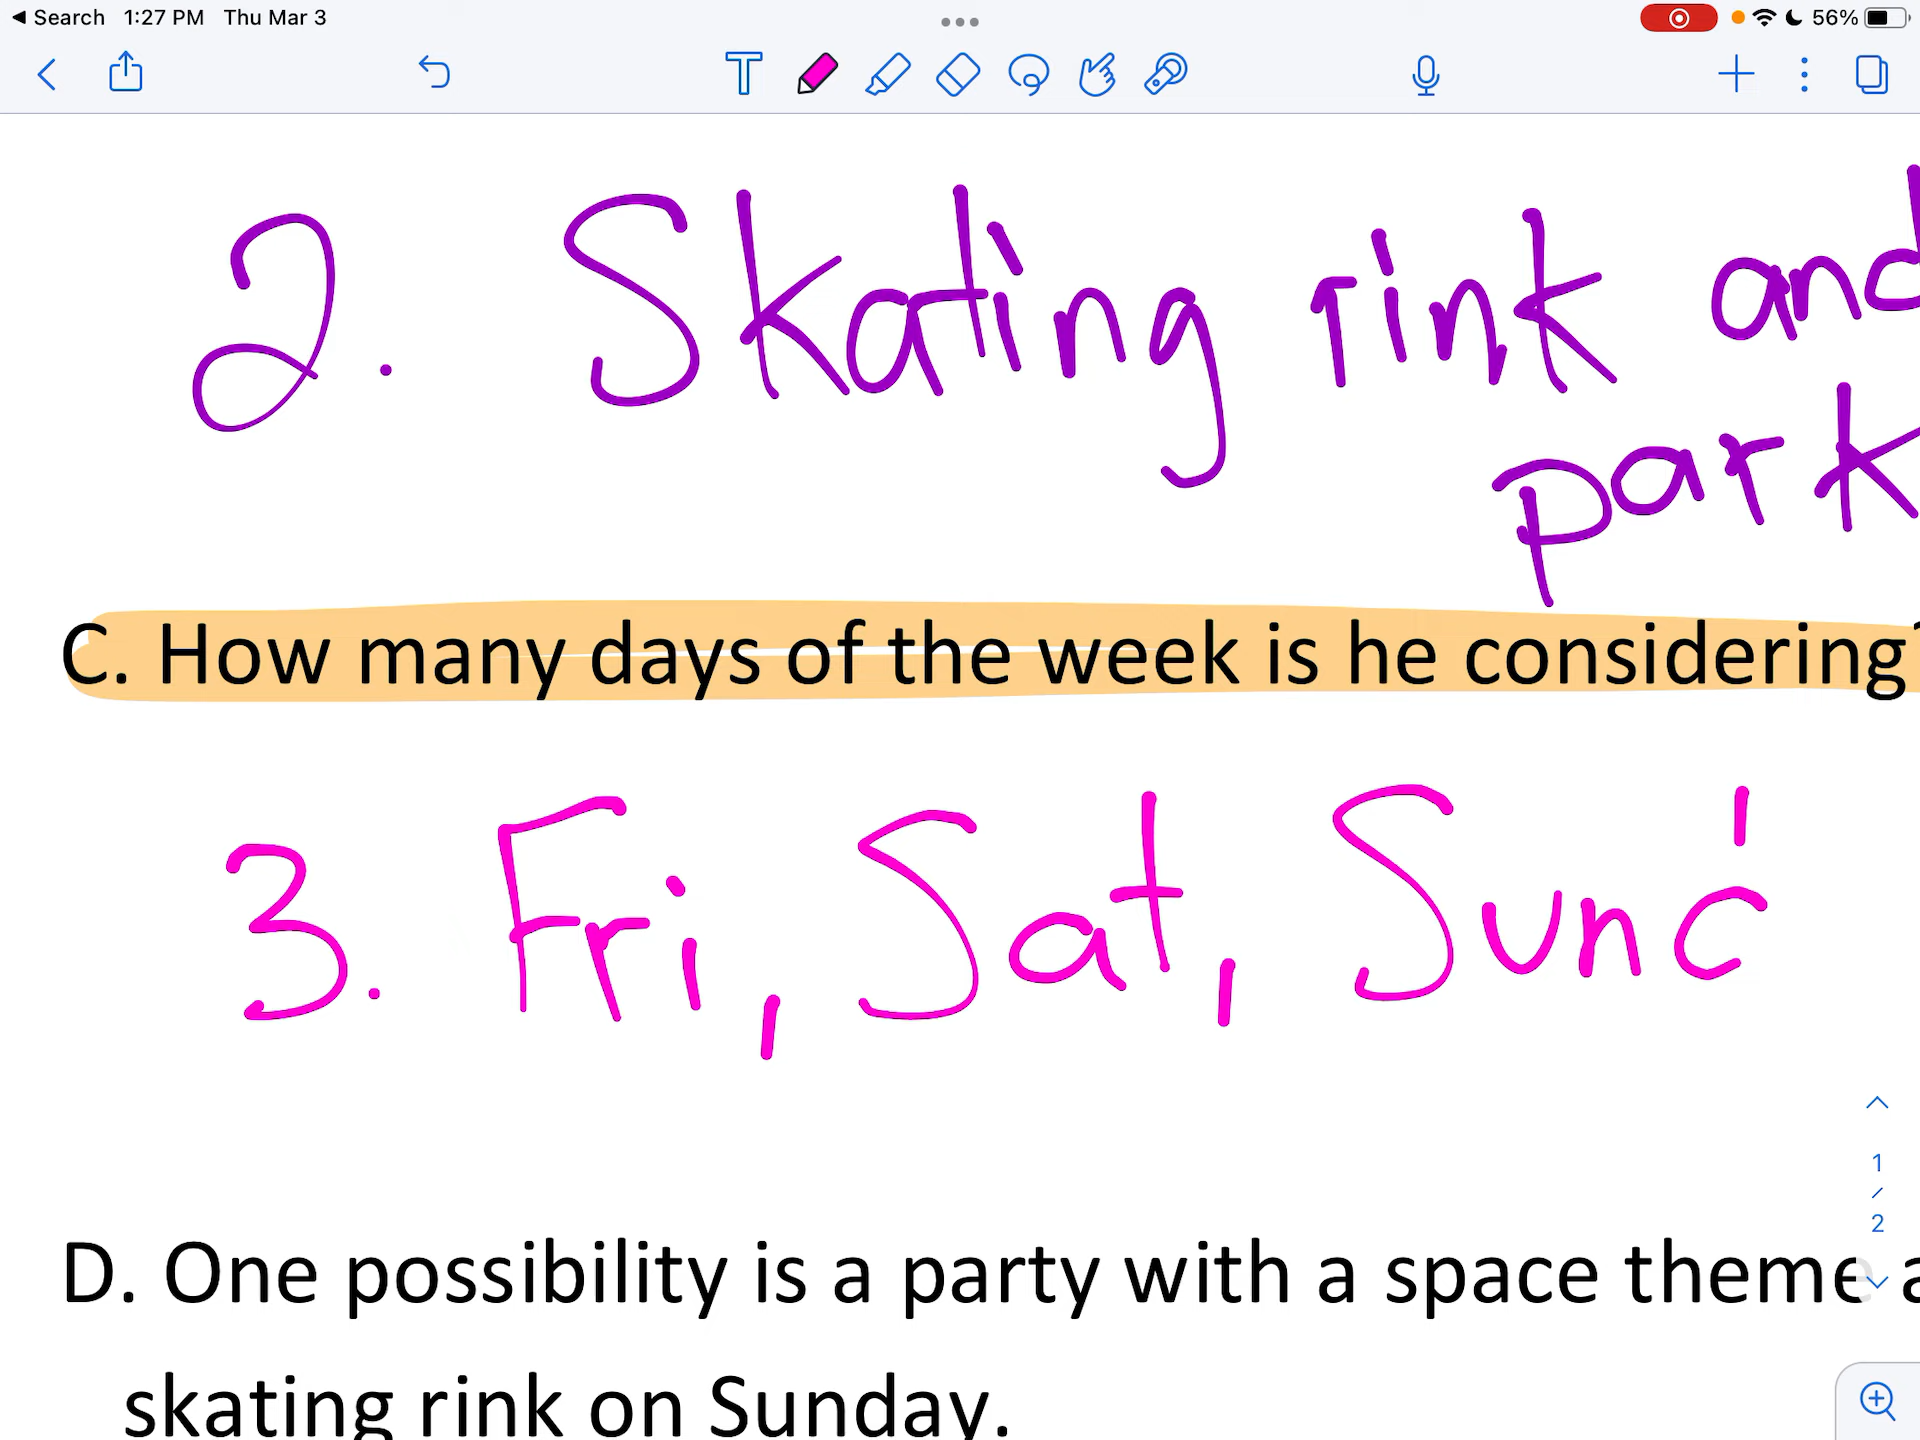 Search 1:27 PM Thu Mar 3 56%
2. Skating rink and
park
C. How many days of the week is he considering?
3. Fri, Sat, Sun
1
/
2
D. One possibility is a party with a space theme a
skating rink on Sunday.